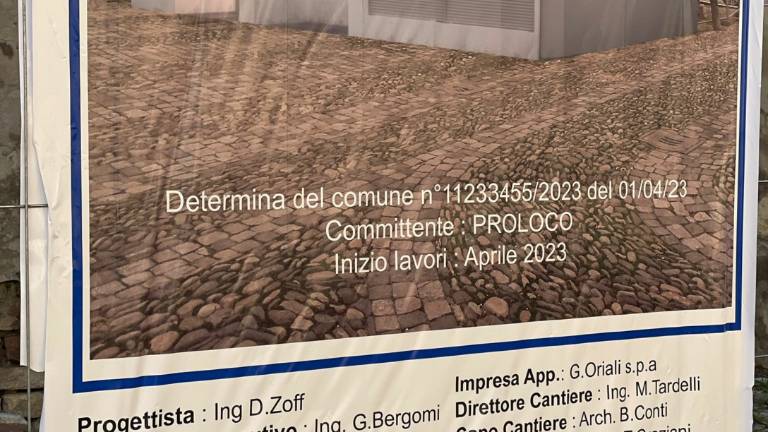 Determina del comune n°11233455/2023 del 01/04/23
Committente : PROLOCO
Inizio lavori : Aprile 2023
Progettista : Ing D.Zoff
Ing. G.Bergomi
Impresa App.: G.Oriali s.p.a
Direttore Cantiere : Ing. M.Tardelli
Capo Cantiere : Arch. B.Conti